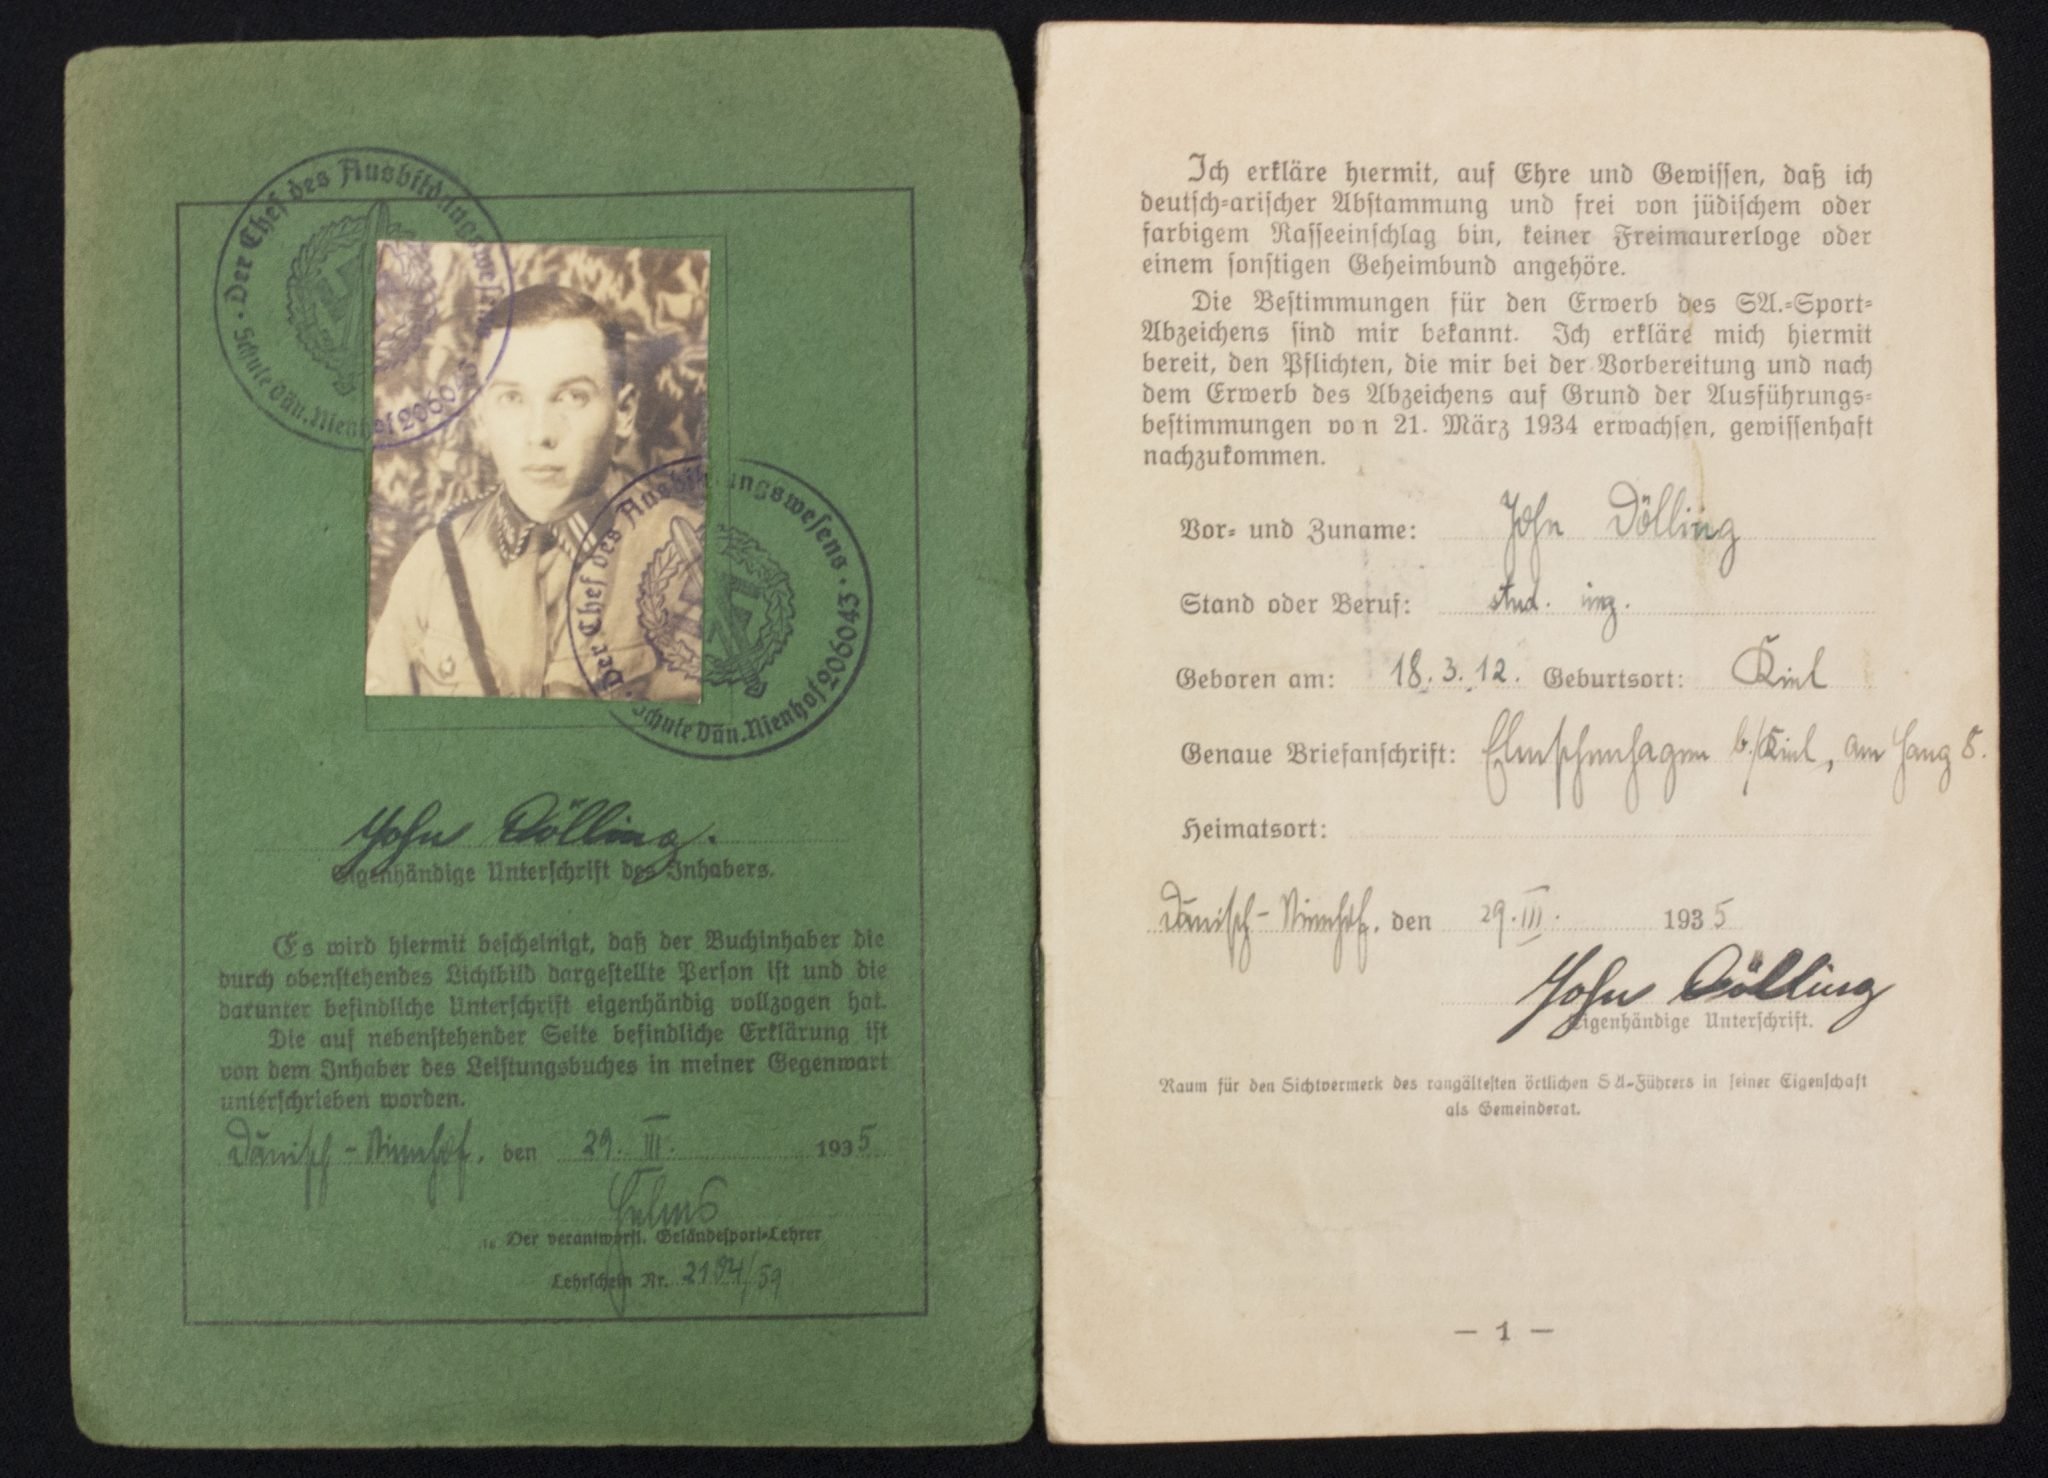 Der Chef des Ausbildungswesens · Schule Dän. Nienhof 2060
Der Chef des Ausbildungswesens · Schule Dän. Nienhof 206043
John Dölling.
Eigenhändige Unterschrift des Inhabers.
Es wird hiermit bescheinigt, daß der Buchinhaber die
durch obenstehendes Lichtbild dargestellte Person ist und die
darunter befindliche Unterschrift eigenhändig vollzogen hat.
Die auf nebenstehender Seite befindliche Erklärung ist
von dem Inhaber des Leistungsbuches in meiner Gegenwart
unterschrieben worden.
Dänisch-Nienhof, den 29. III. 1935
Helms
Der verantwortl. Geländesport-Lehrer
Lehrschein Nr. /59
Ich erkläre hiermit, auf Ehre und Gewissen, daß ich
deutsch-arischer Abstammung und frei von jüdischem oder
farbigem Rasseeinschlag bin, keiner Freimaurerloge oder
einem sonstigen Geheimbund angehöre.
Die Bestimmungen für den Erwerb des SA.-Sport-
Abzeichens sind mir bekannt. Ich erkläre mich hiermit
bereit, den Pflichten, die mir bei der Vorbereitung und nach
dem Erwerb des Abzeichens auf Grund der Ausführungs-
bestimmungen von 21. März 1934 erwachsen, gewissenhaft
nachzukommen.
Vor- und Zuname: John Dölling
Stand oder Beruf: stud. ing.
Geboren am: 18. 3. 12. Geburtsort: Kiel
Genaue Briefanschrift: Elmschenhagen b./Kiel, am Hang 8.
Heimatsort:
Dänisch-Nienhof, den 29. III. 1935
John Dölling
Eigenhändige Unterschrift.
Raum für den Sichtvermerk des rangältesten örtlichen SA-Führers in seiner Eigenschaft
als Gemeinderat.
— 1 —